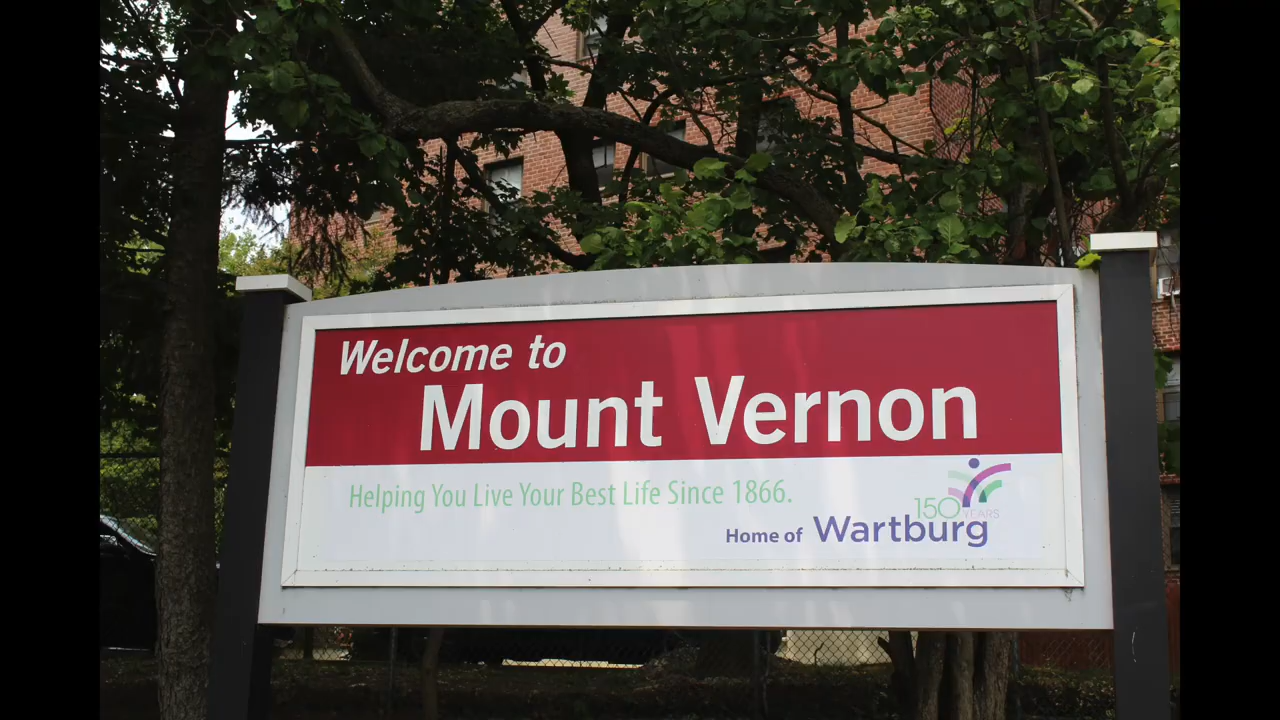 Welcome to
Mount Vernon
Helping You Live Your Best Life Since 1866.
150 YEARS
Home of Wartburg